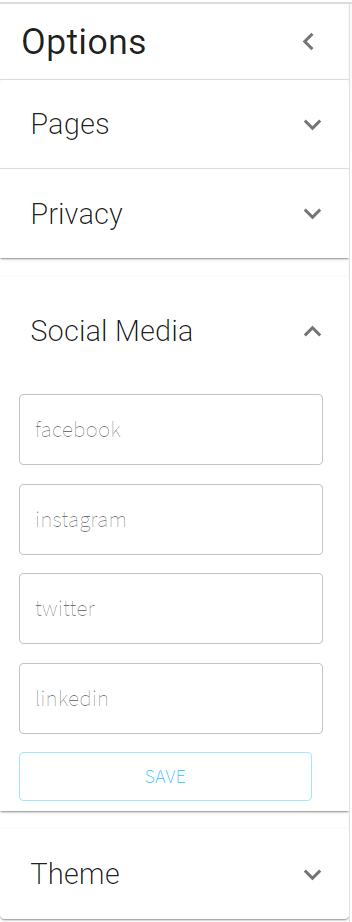 Options
Pages
Privacy
Social Media
facebook
instagram
twitter
linkedin
SAVE
Theme